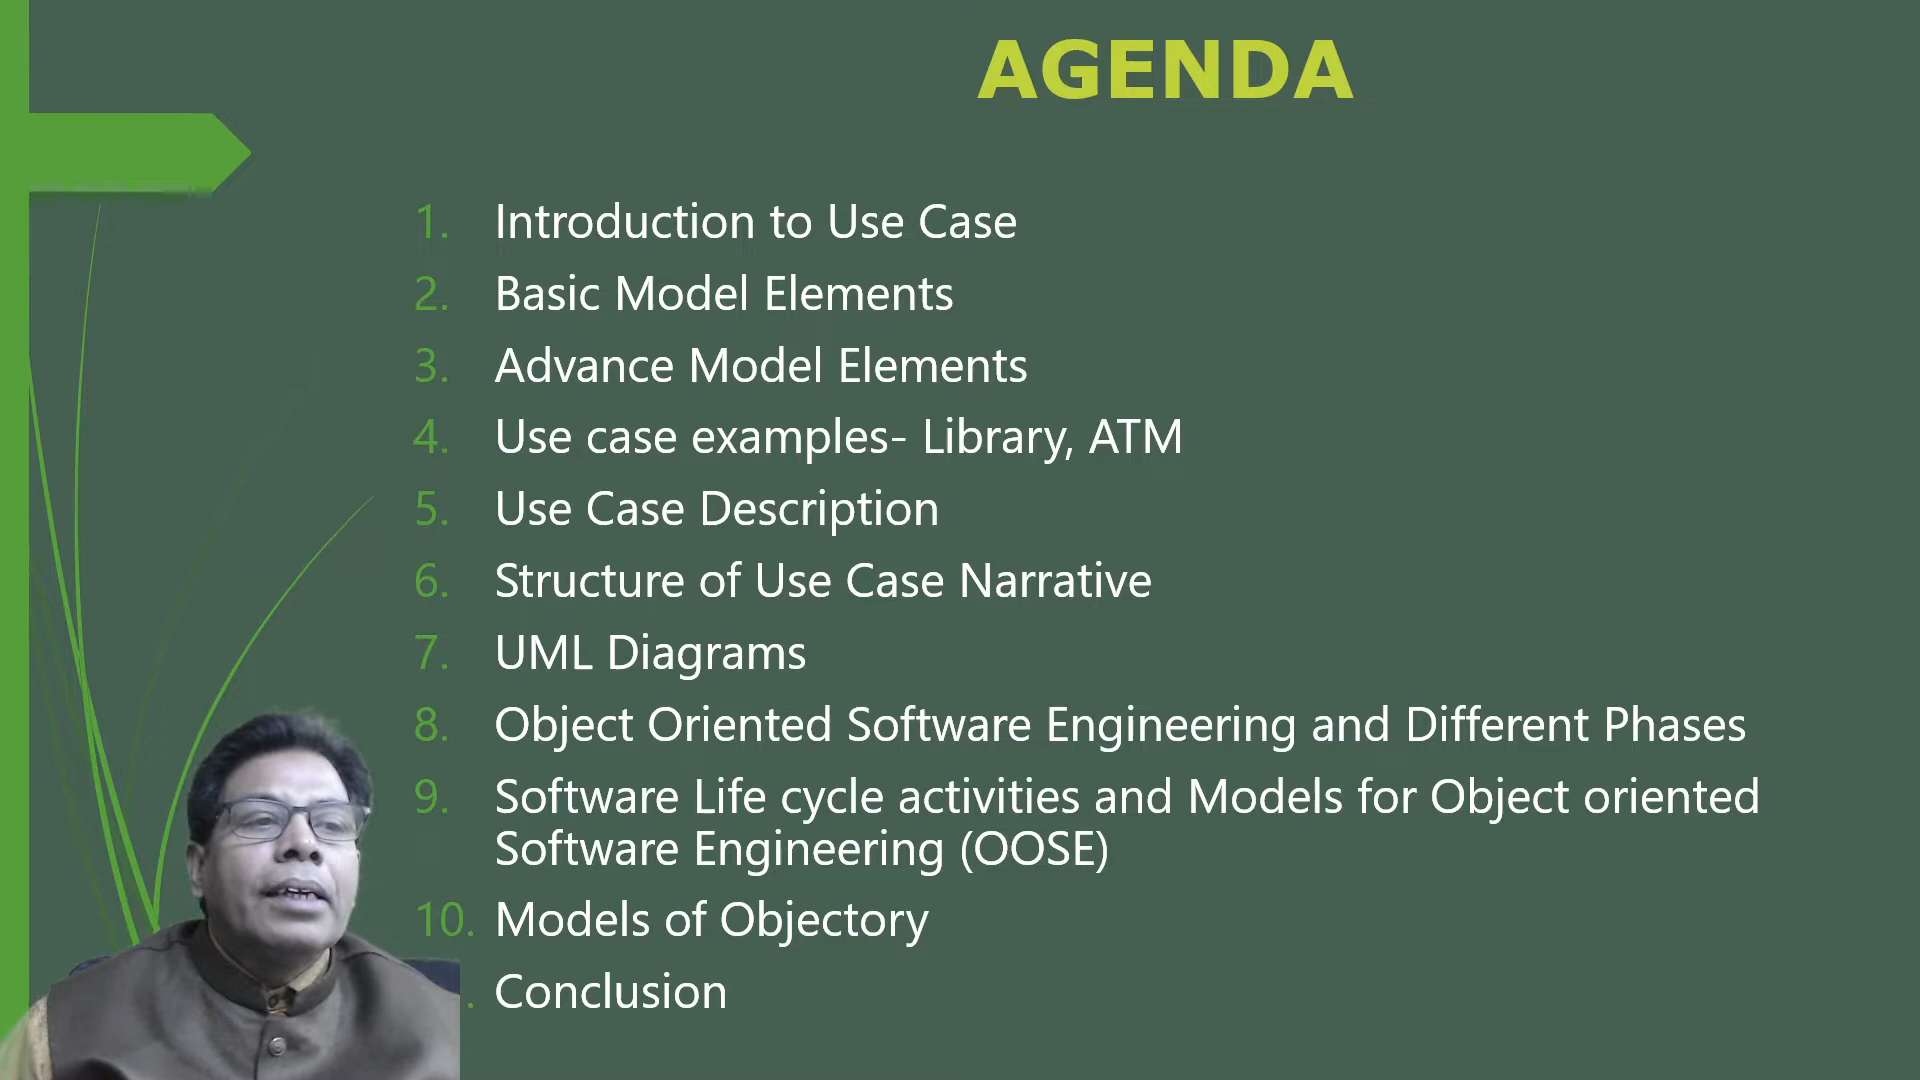 AGENDA
1. Introduction to Use Case
2. Basic Model Elements
3. Advance Model Elements
4. Use case examples- Library, ATM
5. Use Case Description
6. Structure of Use Case Narrative
7. UML Diagrams
8. Object Oriented Software Engineering and Different Phases
9. Software Life cycle activities and Models for Object oriented
Software Engineering (OOSE)
10. Models of Objectory
. Conclusion